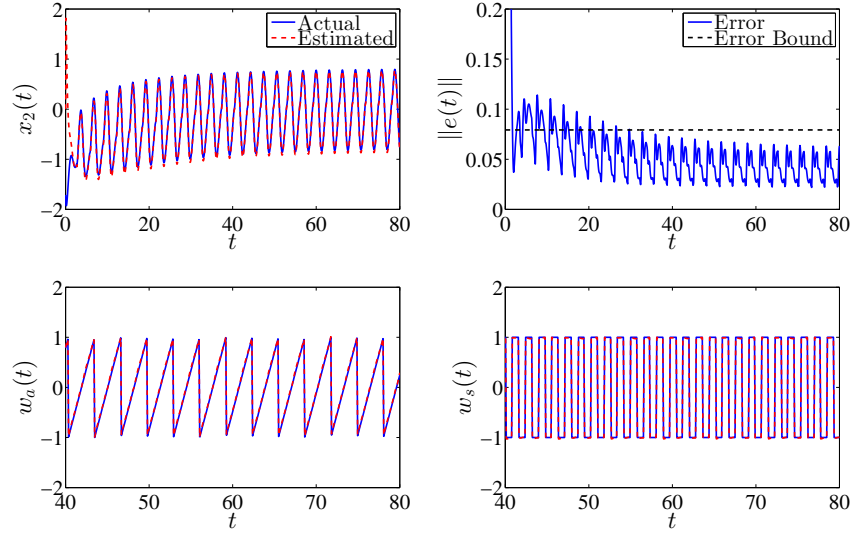 2
1
0
−1
−2
x₂(t)
Actual
Estimated
0 20 40 60 80
t
0.2
0.15
0.1
0.05
0
||e(t)||
Error
Error Bound
0 20 40 60 80
t
2
1
0
−1
−2
wₐ(t)
40 50 60 70 80
t
2
1
0
−1
−2
wₛ(t)
40 50 60 70 80
t